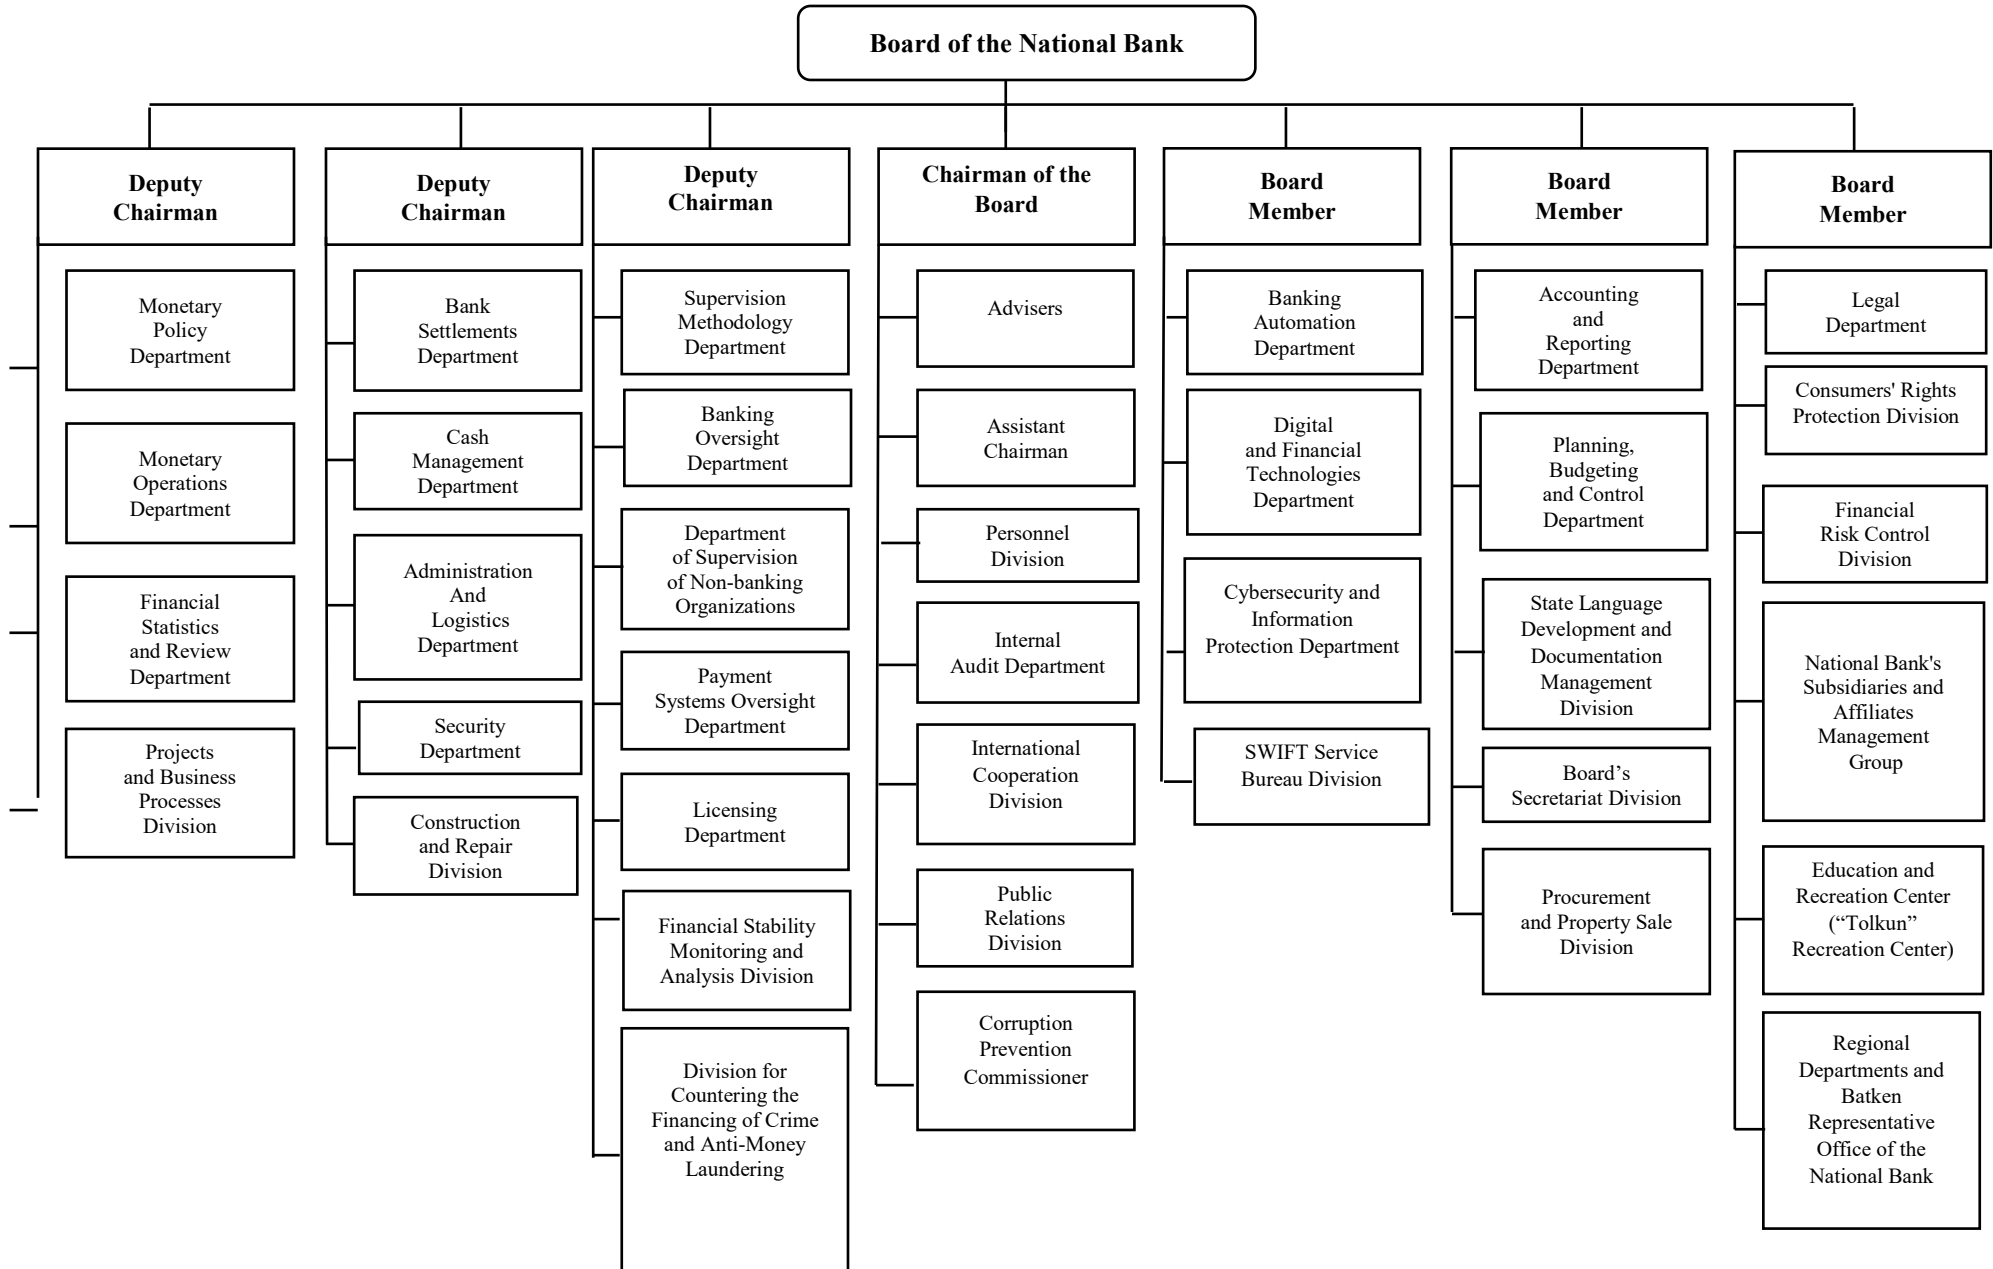 Board of the National Bank
Deputy
Chairman
Monetary
Policy
Department
Monetary
Operations
Department
Financial
Statistics
and Review
Department
Projects
and Business
Processes
Division
Deputy
Chairman
Bank
Settlements
Department
Cash
Management
Department
Administration
And
Logistics
Department
Security
Department
Construction
and Repair
Division
Deputy
Chairman
Supervision
Methodology
Department
Banking
Oversight
Department
Department
of Supervision
of Non-banking
Organizations
Payment
Systems Oversight
Department
Licensing
Department
Financial Stability
Monitoring and
Analysis Division
Division for
Countering the
Financing of Crime
and Anti-Money
Laundering
Chairman of the
Board
Advisers
Assistant
Chairman
Personnel
Division
Internal
Audit Department
International
Cooperation
Division
Public
Relations
Division
Corruption
Prevention
Commissioner
Board
Member
Banking
Automation
Department
Digital
and Financial
Technologies
Department
Cybersecurity and
Information
Protection Department
SWIFT Service
Bureau Division
Board
Member
Accounting
and
Reporting
Department
Planning,
Budgeting
and Control
Department
State Language
Development and
Documentation
Management
Division
Board’s
Secretariat Division
Procurement
and Property Sale
Division
Board
Member
Legal
Department
Consumers' Rights
Protection Division
Financial
Risk Control
Division
National Bank's
Subsidiaries and
Affiliates
Management
Group
Education and
Recreation Center
(“Tolkun”
Recreation Center)
Regional
Departments and
Batken
Representative
Office of the
National Bank